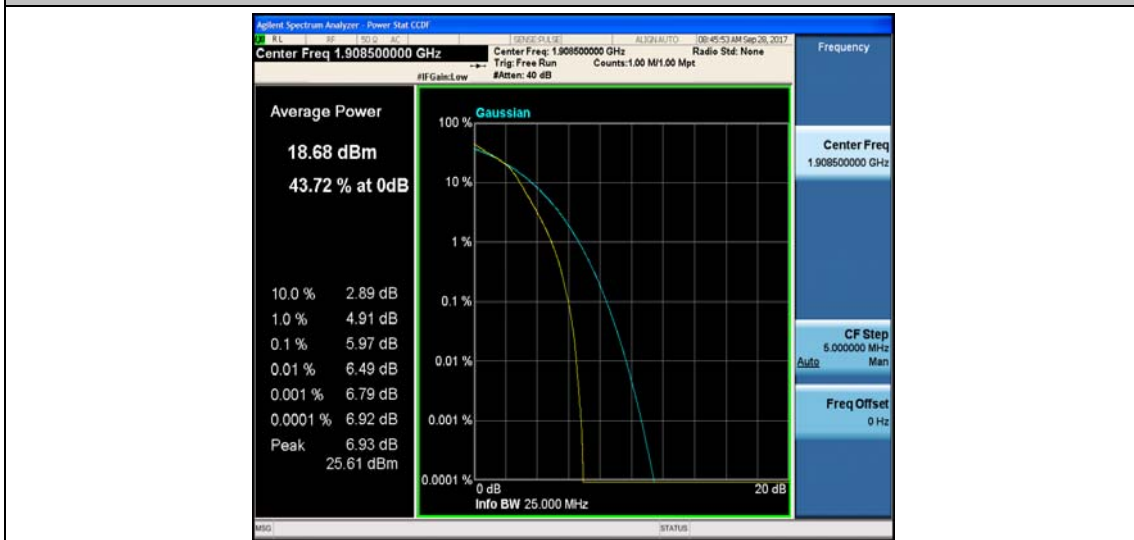 Agilent Spectrum Analyzer - Power Stat CCDF
RL RF 50 Ω AC SENSE:PULSE ALIGN AUTO 08:45:53 AM Sep 28, 2017
Center Freq 1.908500000 GHz
Center Freq: 1.908500000 GHz Radio Std: None
Trig: Free Run Counts:1.00 M/1.00 Mpt
#IFGain:Low #Atten: 40 dB
Frequency
Average Power
18.68 dBm
43.72 % at 0dB
10.0 % 2.89 dB
1.0 % 4.91 dB
0.1 % 5.97 dB
0.01 % 6.49 dB
0.001 % 6.79 dB
0.0001 % 6.92 dB
Peak 6.93 dB
25.61 dBm
Gaussian
100 %
10 %
1 %
0.1 %
0.01 %
0.001 %
0.0001 %
0 dB 20 dB
Info BW 25.000 MHz
Center Freq
1.908500000 GHz
CF Step
5.000000 MHz
Auto Man
Freq Offset
0 Hz
MSG STATUS